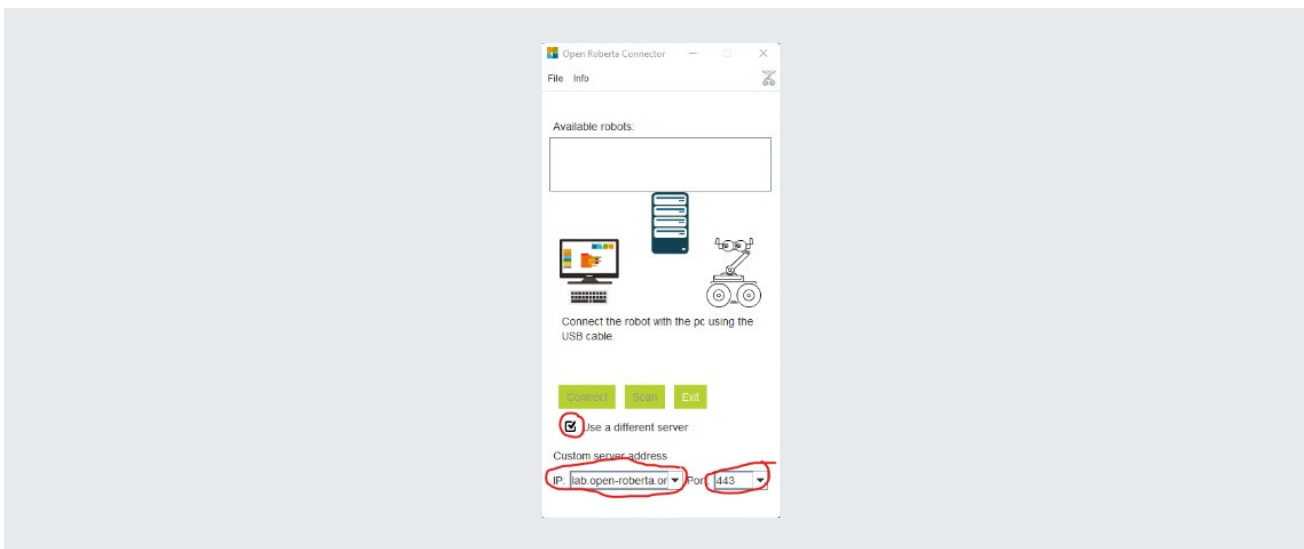 Open Roberta Connector
File Info
Available robots:
Connect the robot with the pc using the
USB cable.
Connect Scan Exit
Use a different server
Custom server address
IP: lab.open-roberta.or Port: 443